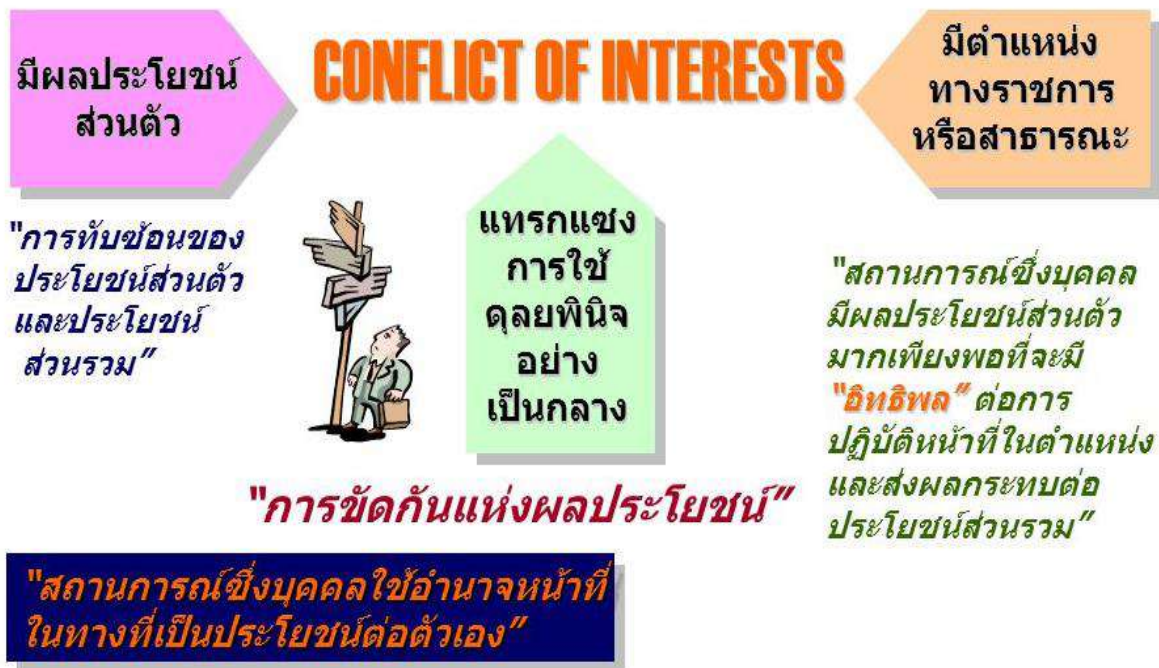 มีผลประโยชน์
ส่วนตัว
CONFLICT OF INTERESTS
มีตำแหน่ง
ทางราชการ
หรือสาธารณะ
"การทับซ้อนของ
ประโยชน์ส่วนตัว
และประโยชน์
ส่วนรวม"
แทรกแซง
การใช้
ดุลยพินิจ
อย่าง
เป็นกลาง
"สถานการณ์ซึ่งบุคคล
มีผลประโยชน์ส่วนตัว
มากเพียงพอที่จะมี
"อิทธิพล" ต่อการ
ปฏิบัติหน้าที่ในตำแหน่ง
และส่งผลกระทบต่อ
ประโยชน์ส่วนรวม"
"การขัดกันแห่งผลประโยชน์"
"สถานการณ์ซึ่งบุคคลใช้อำนาจหน้าที่
ในทางที่เป็นประโยชน์ต่อตัวเอง"